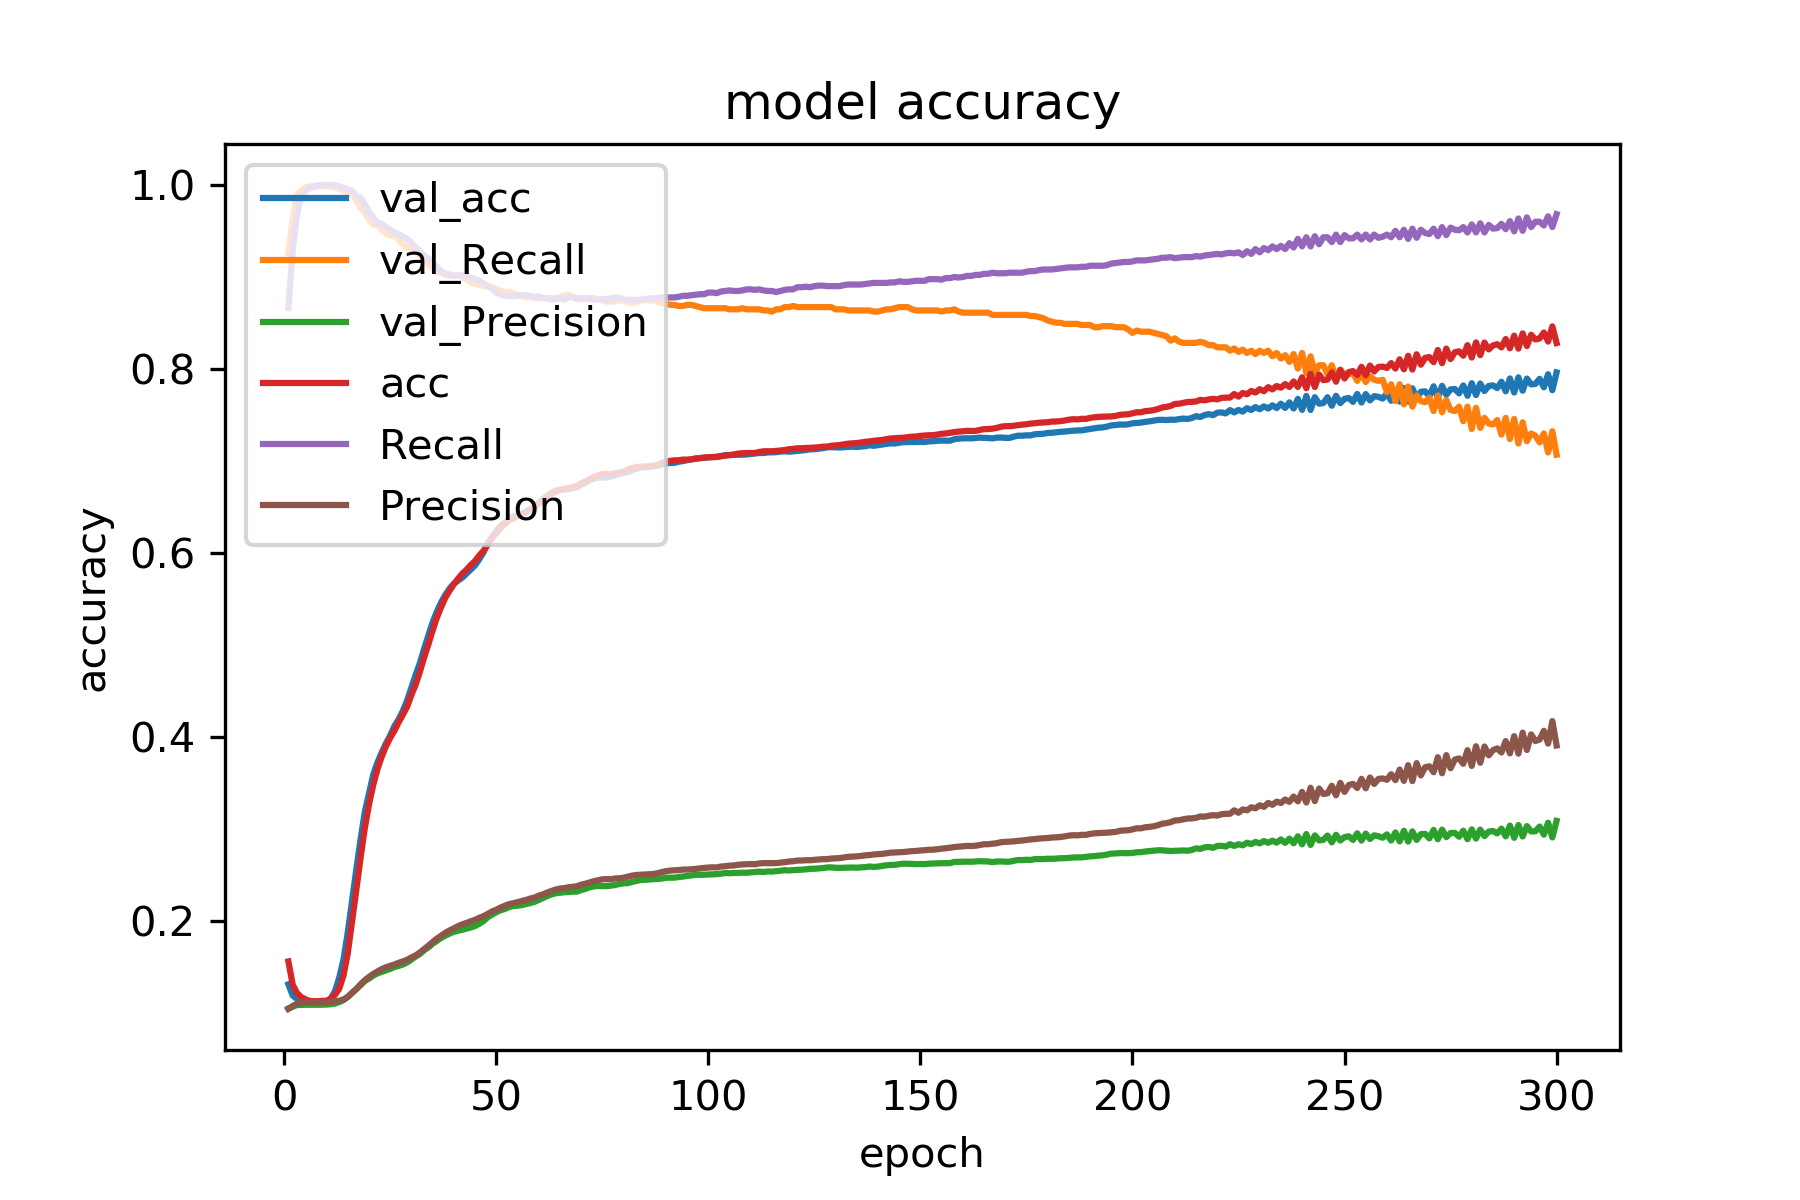 model accuracy
1.0
0.8
0.6
0.4
0.2
accuracy
val_acc
val_Recall
val_Precision
acc
Recall
Precision
0 50 100 150 200 250 300
epoch